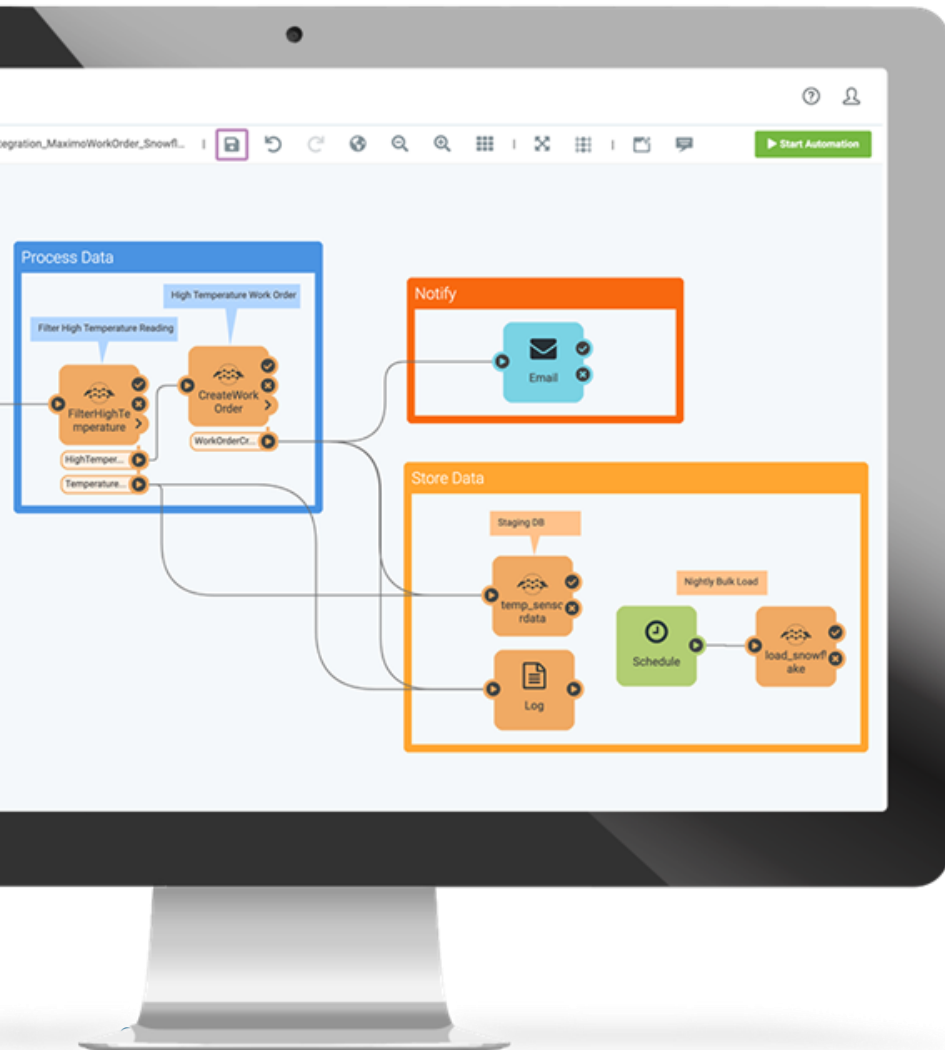 tegration_MaximoWorkOrder_Snowfl...
Start Automation
Process Data
High Temperature Work Order
Filter High Temperature Reading
FilterHighTe
mperature
CreateWork
Order
WorkOrderCr...
HighTemper...
Temperature...
Notify
Email
Store Data
Staging DB
temp_senso
rdata
Log
Nightly Bulk Load
Schedule
load_snowfl
ake